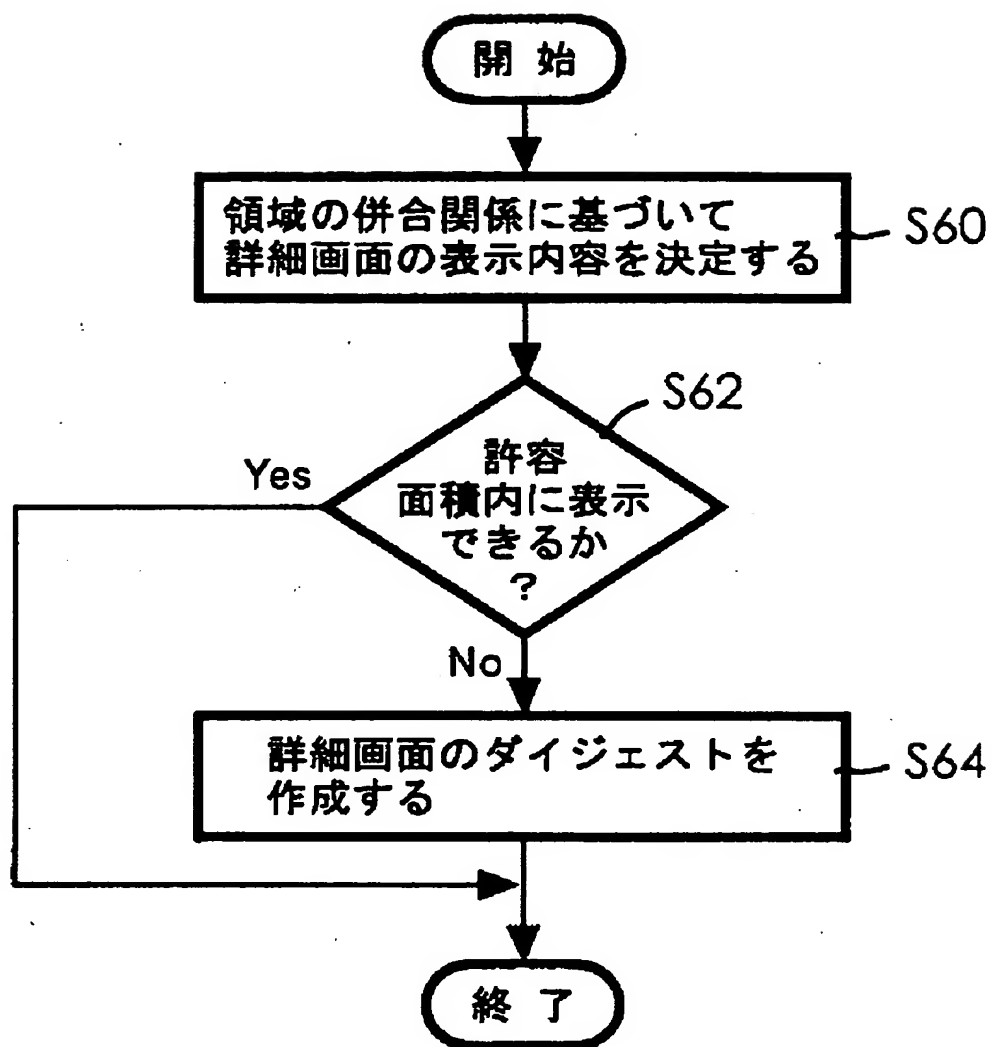 開 始
領域の併合関係に基づいて
詳細画面の表示内容を決定する
S60
S62
許容
面積内に表示
できるか
?
Yes
No
詳細画面のダイジェストを
作成する
S64
終 了